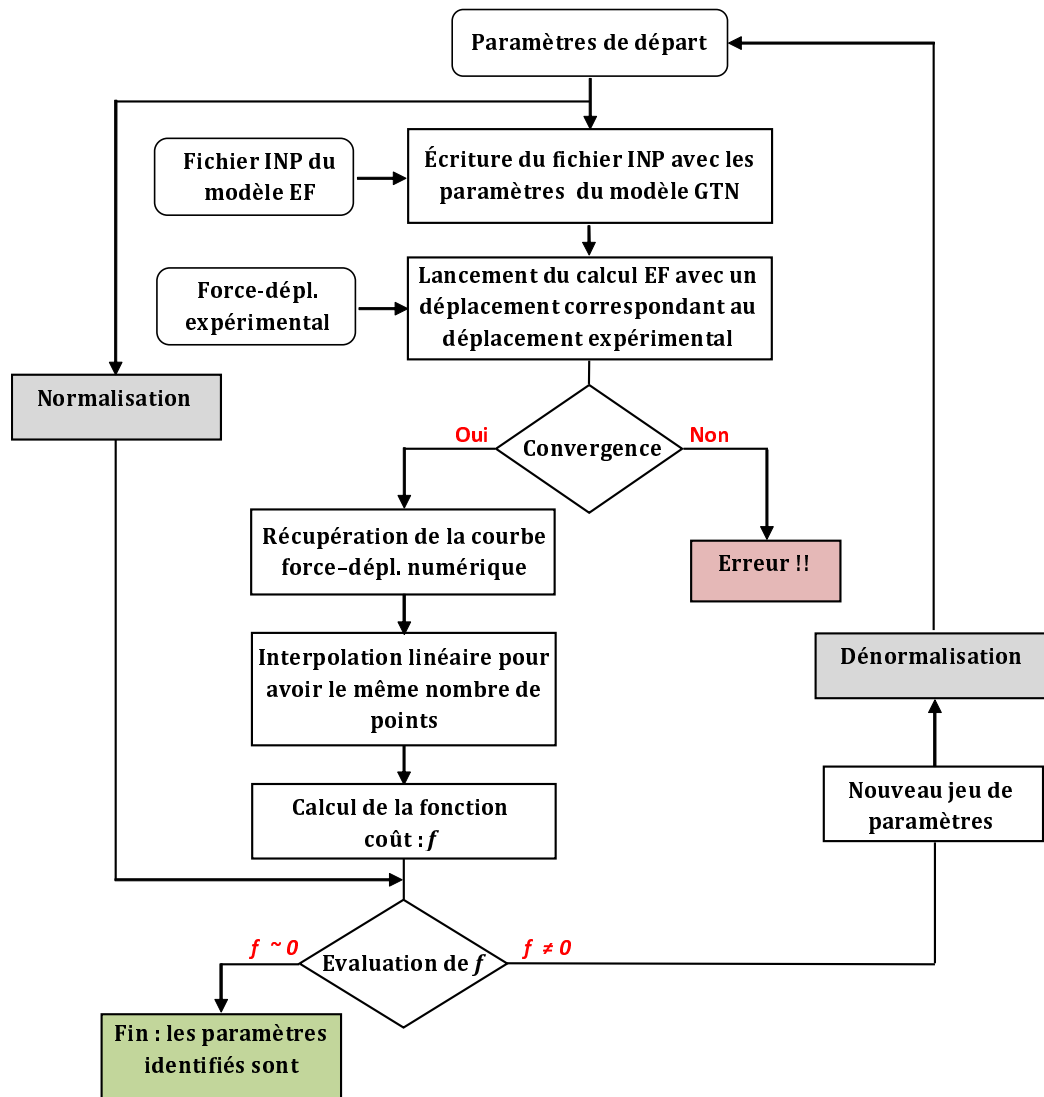 Paramètres de départ
Fichier INP du
modèle EF
Écriture du fichier INP avec les
paramètres du modèle GTN
Force-dépl.
expérimental
Lancement du calcul EF avec un
déplacement correspondant au
déplacement expérimental
Normalisation
Oui
Convergence
Non
Récupération de la courbe
force–dépl. numérique
Erreur !!
Interpolation linéaire pour
avoir le même nombre de
points
Dénormalisation
Calcul de la fonction
coût : f
Nouveau jeu de
paramètres
f ~ 0
Evaluation de f
f ≠ 0
Fin : les paramètres
identifiés sont